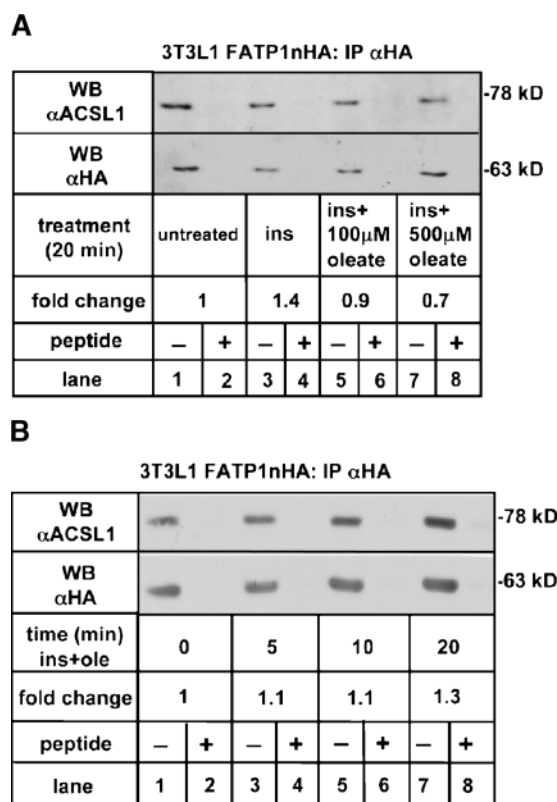 A
3T3L1 FATP1nHA: IP αHA
WB
αACSL1
-78 kD
WB
αHA
-63 kD
treatment
(20 min)
untreated
ins
ins+
100μM
oleate
ins+
500μM
oleate
fold change 1 1.4 0.9 0.7
peptide – + – + – + – +
lane 1 2 3 4 5 6 7 8
B
3T3L1 FATP1nHA: IP αHA
WB
αACSL1
-78 kD
WB
αHA
-63 kD
time (min)
ins+ole
0 5 10 20
fold change 1 1.1 1.1 1.3
peptide – + – + – + – +
lane 1 2 3 4 5 6 7 8